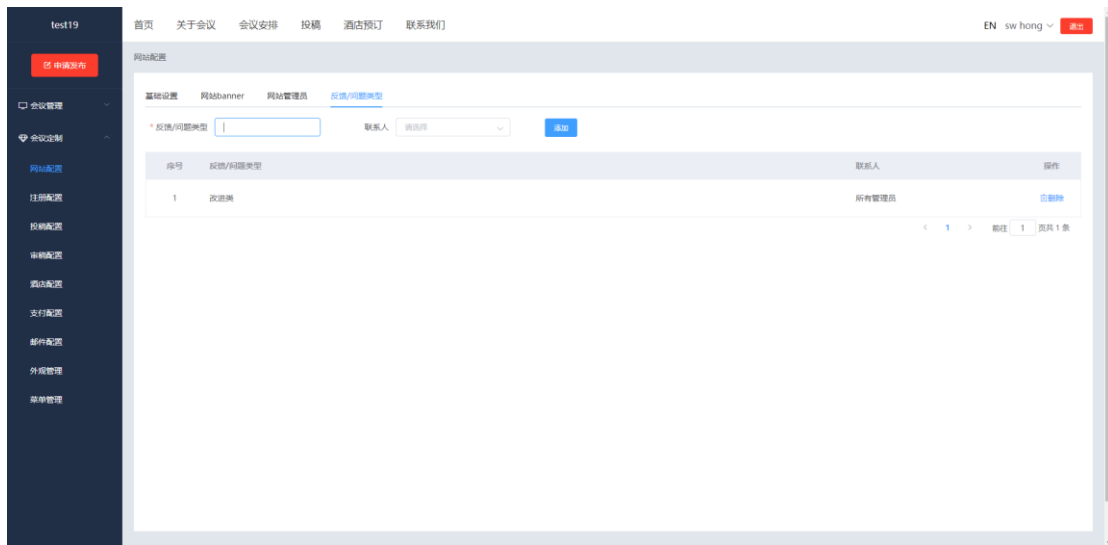 test19
首页 关于会议 会议安排 投稿 酒店预订 联系我们 EN sw hong 退出
申请发布
会议管理
会议定制
网站配置
注册配置
投稿配置
审稿配置
酒店配置
支付配置
邮件配置
外观管理
菜单管理
网站配置
基础设置 网站banner 网站管理员 反馈/问题类型
* 反馈/问题类型 联系人 请选择 添加
序号 反馈/问题类型 联系人 操作
1 改进类 所有管理员 删除
< 1 > 前往 1 页共 1 条